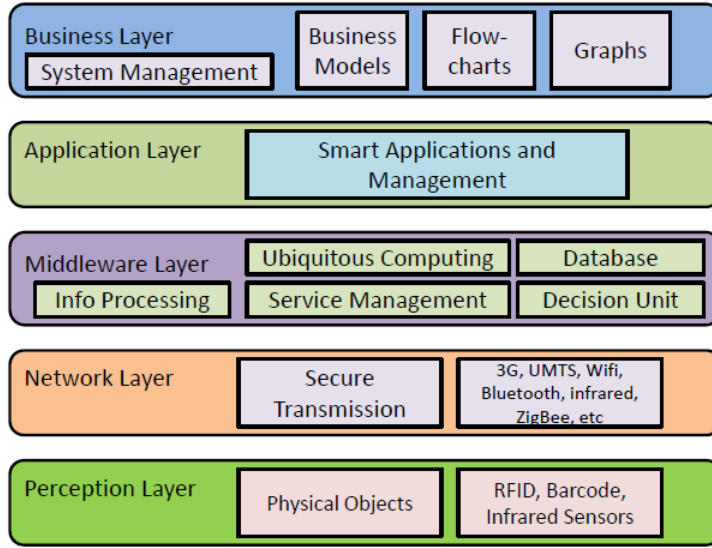 Business Layer
System Management
Business
Models
Flow-
charts
Graphs
Application Layer
Smart Applications and
Management
Middleware Layer
Ubiquitous Computing
Database
Info Processing
Service Management
Decision Unit
Network Layer
Secure
Transmission
3G, UMTS, Wifi,
Bluetooth, infrared,
ZigBee, etc
Perception Layer
Physical Objects
RFID, Barcode,
Infrared Sensors